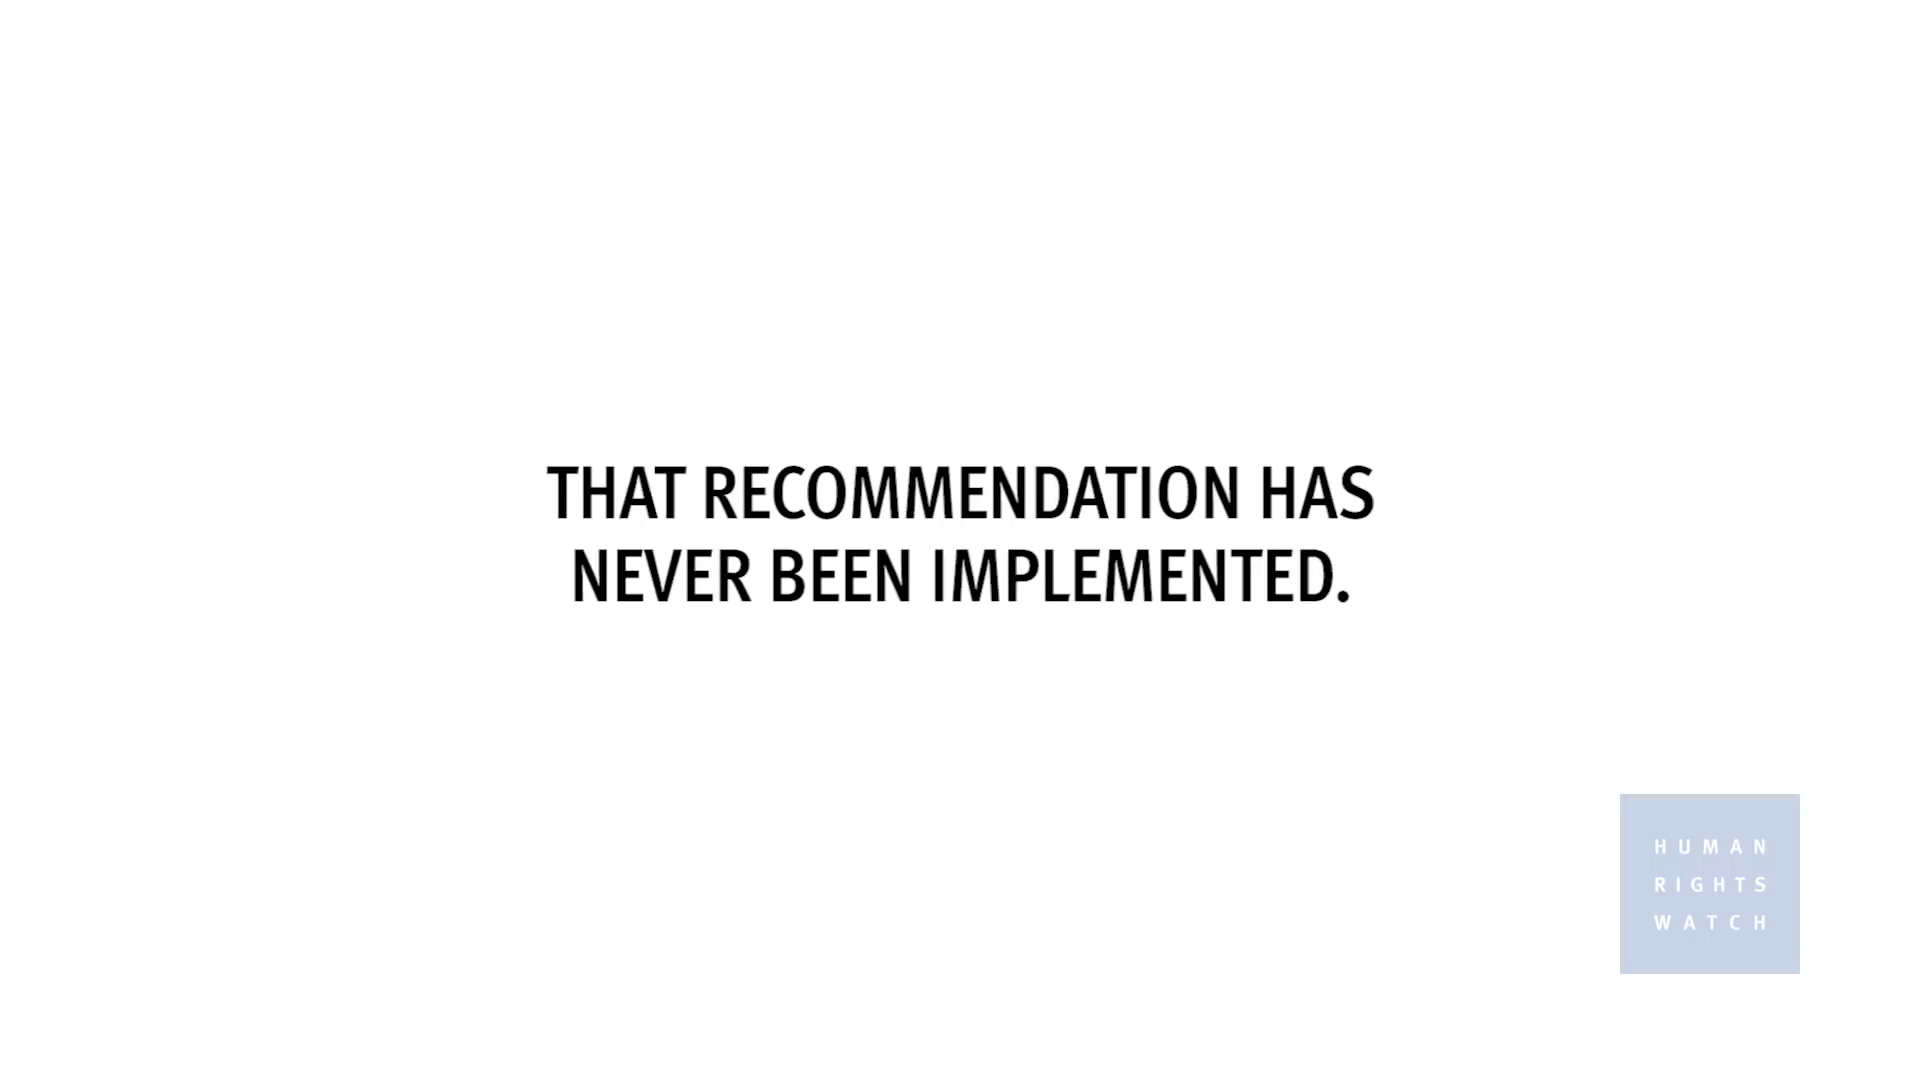 THAT RECOMMENDATION HAS
NEVER BEEN IMPLEMENTED.
HUMAN
RIGHTS
WATCH